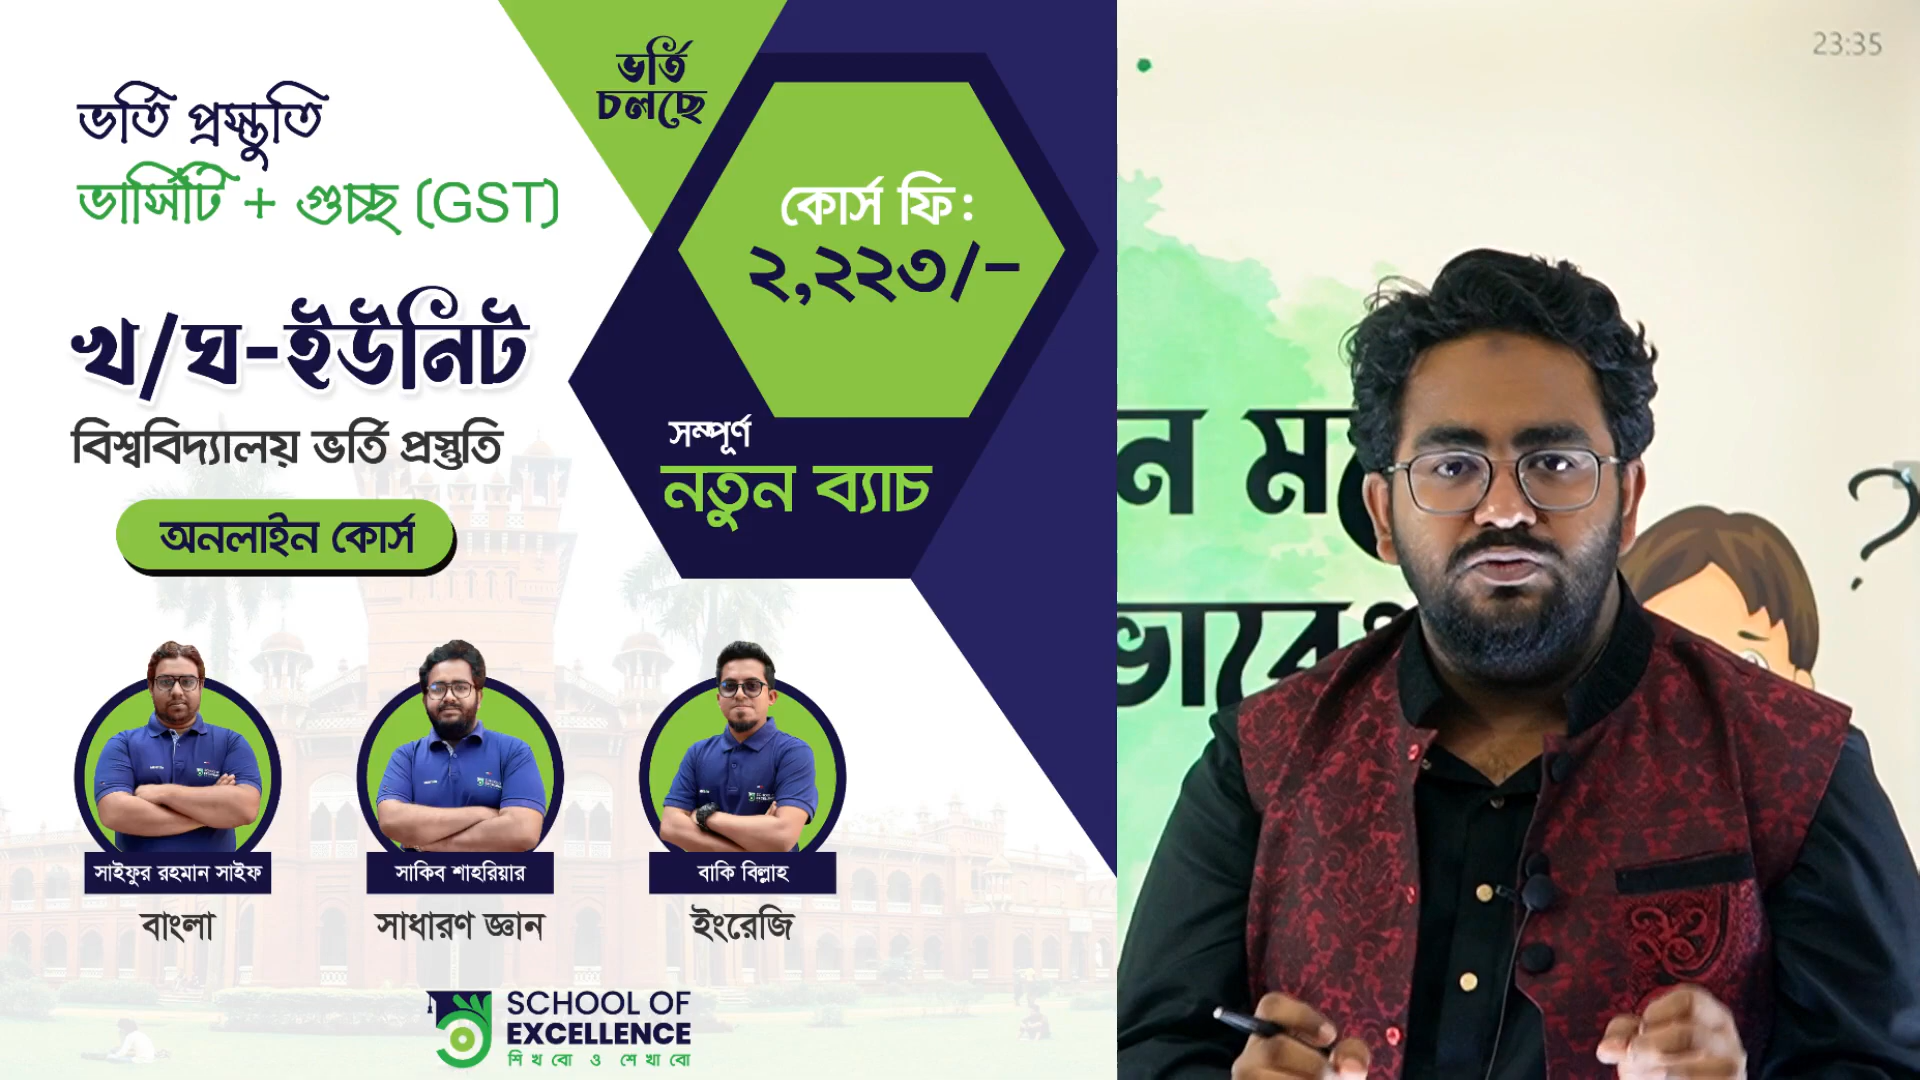 ভর্তি প্রস্তুতি
ভার্সিটি + গুচ্ছ (GST)
খ/ঘ-ইউনিট
বিশ্ববিদ্যালয় ভর্তি প্রস্তুতি
অনলাইন কোর্স
ভর্তি
চলছে
কোর্স ফি:
২,২২৩/-
সম্পূর্ণ
নতুন ব্যাচ
সাইফুর রহমান সাইফ
বাংলা
সাকিব শাহরিয়ার
সাধারণ জ্ঞান
বাকি বিল্লাহ
ইংরেজি
SCHOOL OF
EXCELLENCE
শিখবো ও শেখাবো
23:35
?